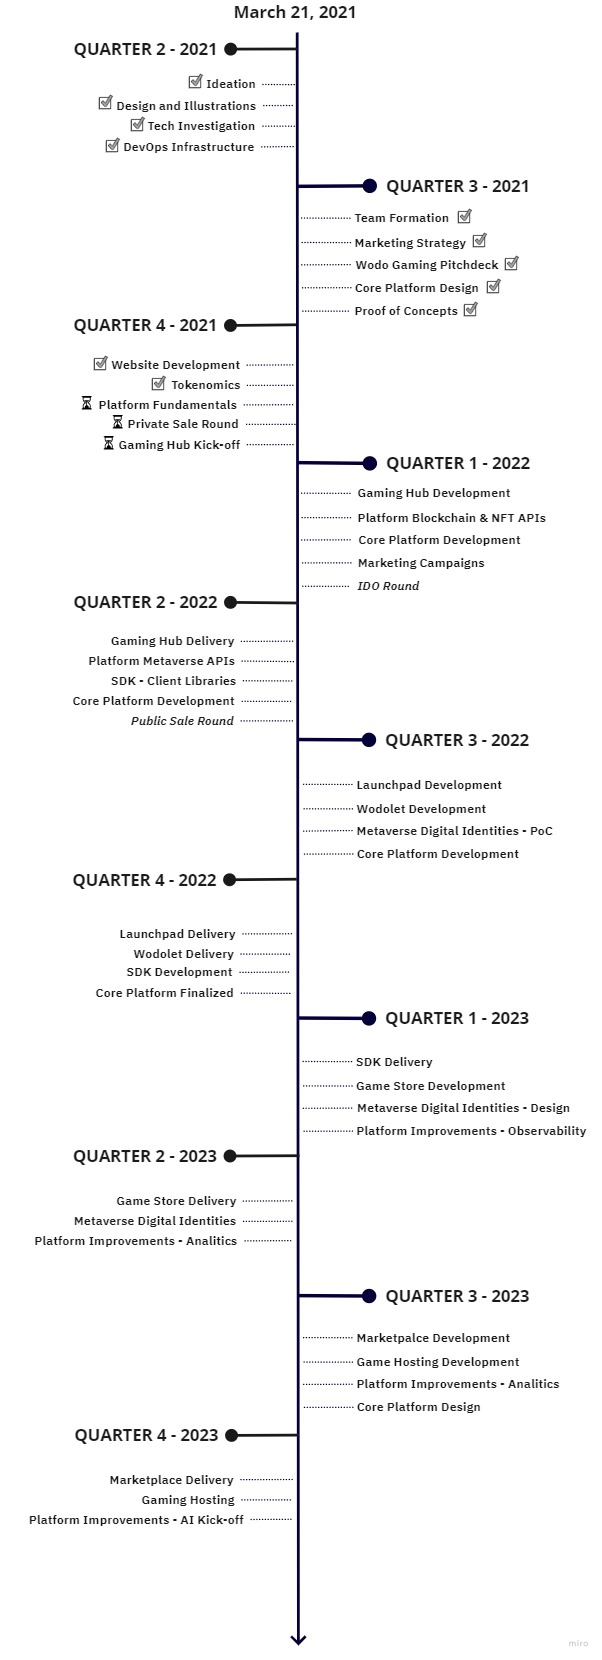 March 21, 2021
QUARTER 2 - 2021
Ideation
Design and Illustrations
Tech Investigation
DevOps Infrastructure
QUARTER 3 - 2021
Team Formation
Marketing Strategy
Wodo Gaming Pitchdeck
Core Platform Design
Proof of Concepts
QUARTER 4 - 2021
Website Development
Tokenomics
Platform Fundamentals
Private Sale Round
Gaming Hub Kick-off
QUARTER 1 - 2022
Gaming Hub Development
Platform Blockchain & NFT APIs
Core Platform Development
Marketing Campaigns
IDO Round
QUARTER 2 - 2022
Gaming Hub Delivery
Platform Metaverse APIs
SDK - Client Libraries
Core Platform Development
Public Sale Round
QUARTER 3 - 2022
Launchpad Development
Wodolet Development
Metaverse Digital Identities - PoC
Core Platform Development
QUARTER 4 - 2022
Launchpad Delivery
Wodolet Delivery
SDK Development
Core Platform Finalized
QUARTER 1 - 2023
SDK Delivery
Game Store Development
Metaverse Digital Identities - Design
Platform Improvements - Observability
QUARTER 2 - 2023
Game Store Delivery
Metaverse Digital Identities
Platform Improvements - Analitics
QUARTER 3 - 2023
Marketpalce Development
Game Hosting Development
Platform Improvements - Analitics
Core Platform Design
QUARTER 4 - 2023
Marketplace Delivery
Gaming Hosting
Platform Improvements - AI Kick-off
miro